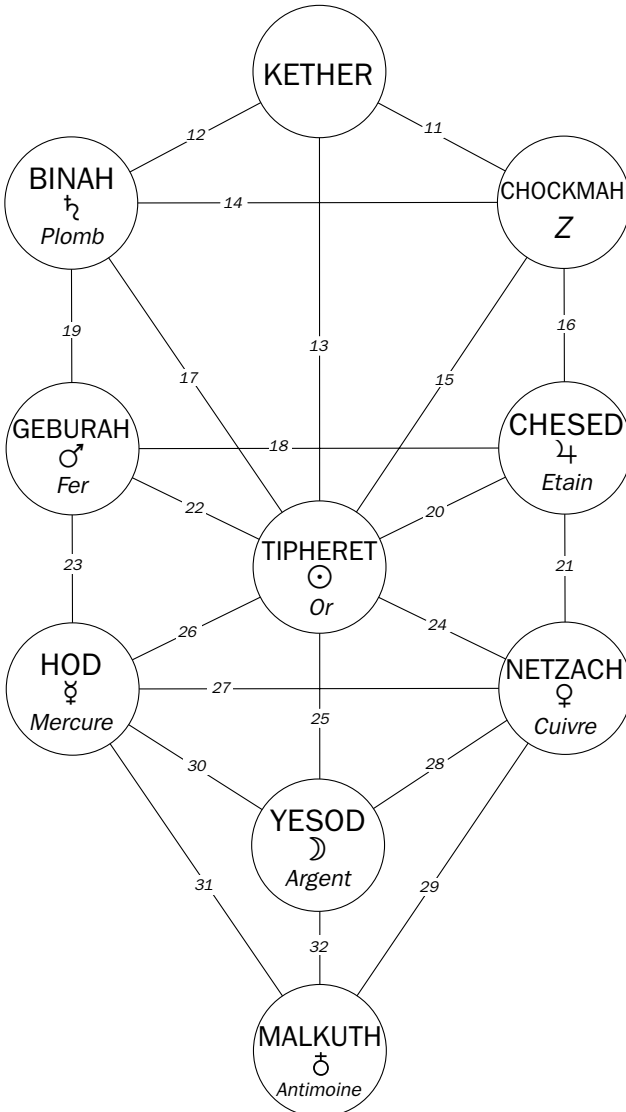 KETHER
12
11
BINAH
♄
Plomb
CHOCKMAH
Z
14
19
17
13
15
16
GEBURAH
♂
Fer
CHESED
♃
Etain
18
22
20
TIPHERET
☉
Or
23
21
26
24
HOD
☿
Mercure
NETZACH
♀
Cuivre
27
25
30
28
YESOD
☽
Argent
31
29
32
MALKUTH
♁
Antimoine